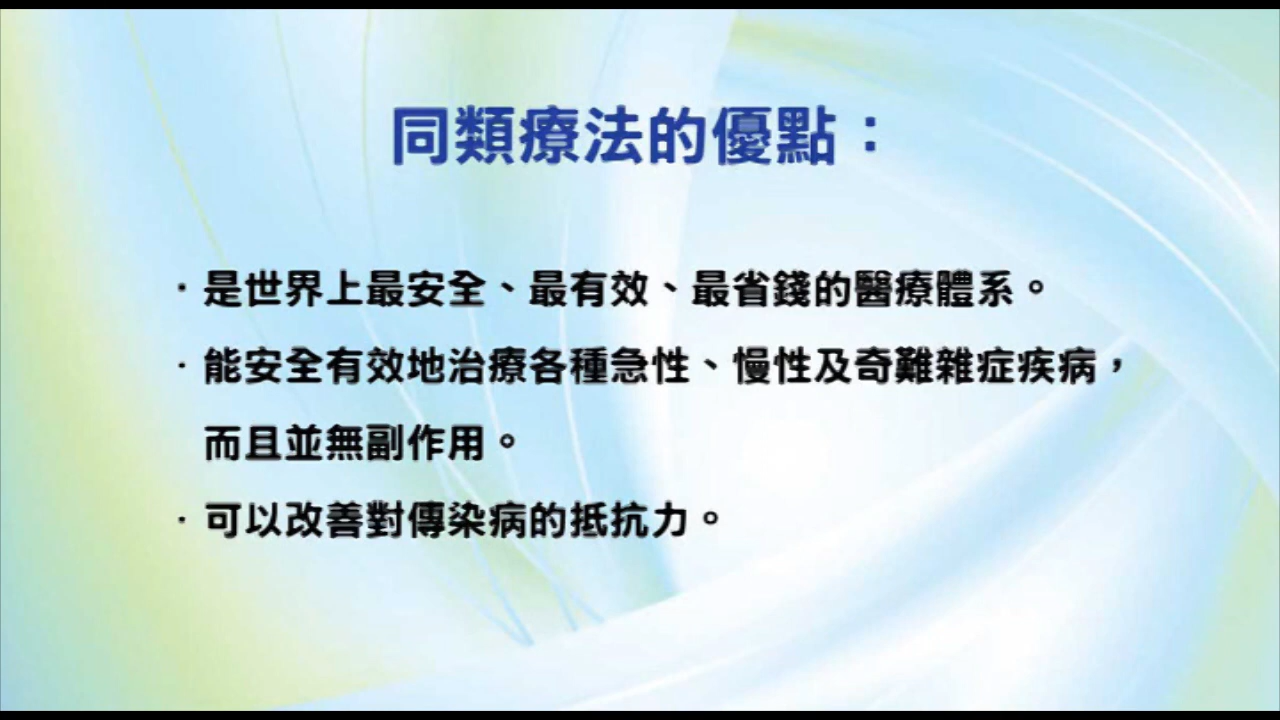 同類療法的優點：
·是世界上最安全、最有效、最省錢的醫療體系。
·能安全有效地治療各種急性、慢性及奇難雜症疾病，
而且並無副作用。
·可以改善對傳染病的抵抗力。